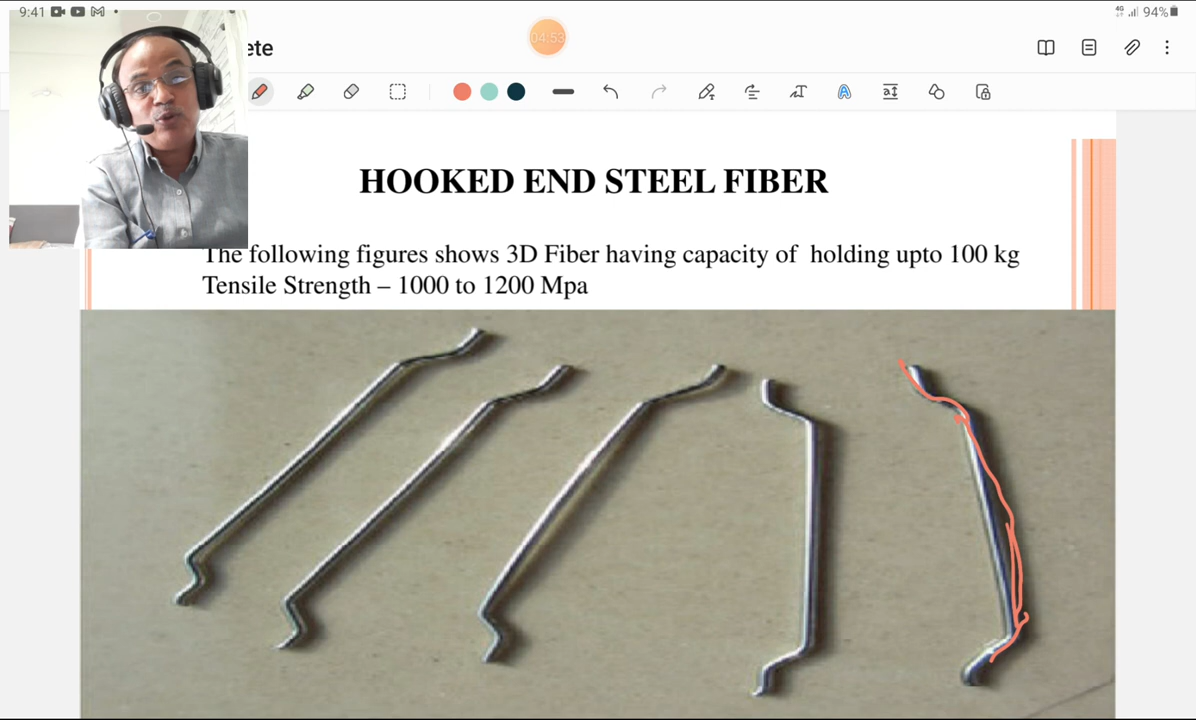 9:41
4G
94%
ete
04:53
HOOKED END STEEL FIBER
The following figures shows 3D Fiber having capacity of holding upto 100 kg
Tensile Strength – 1000 to 1200 Mpa